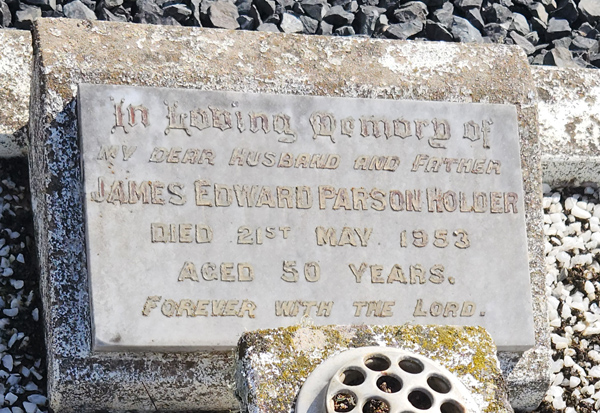 In Loving Memory of
MY DEAR HUSBAND AND FATHER
JAMES EDWARD PARSON HOLDER
DIED 21ST MAY 1953
AGED 50 YEARS.
FOREVER WITH THE LORD.